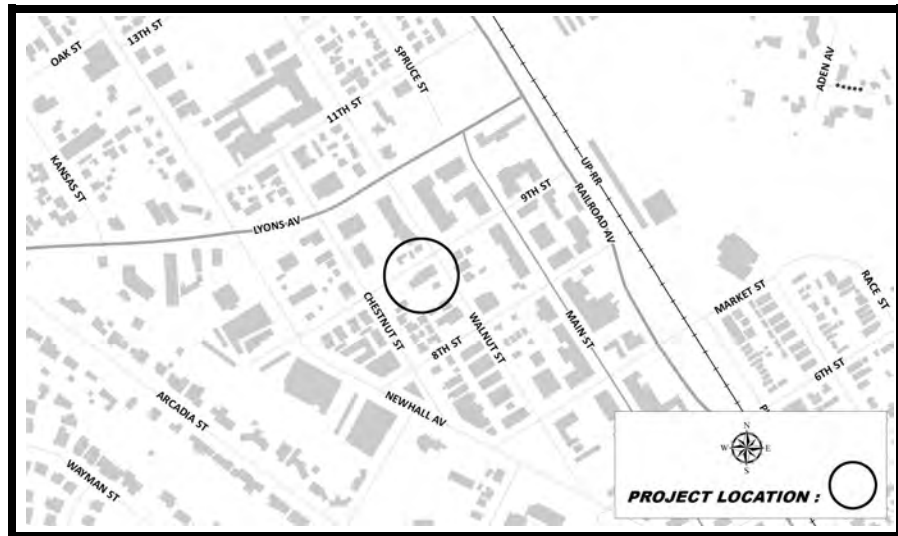 OAK ST
13TH ST
SPRUCE ST
ADEN AV
11TH ST
KANSAS ST
UP RR
9TH ST
RAILROAD AV
LYONS AV
MARKET ST
RACE ST
CHESTNUT ST
WALNUT ST
MAIN ST
8TH ST
6TH ST
NEWHALL AV
ARCADIA ST
WAYMAN ST
N
W
E
S
PROJECT LOCATION :